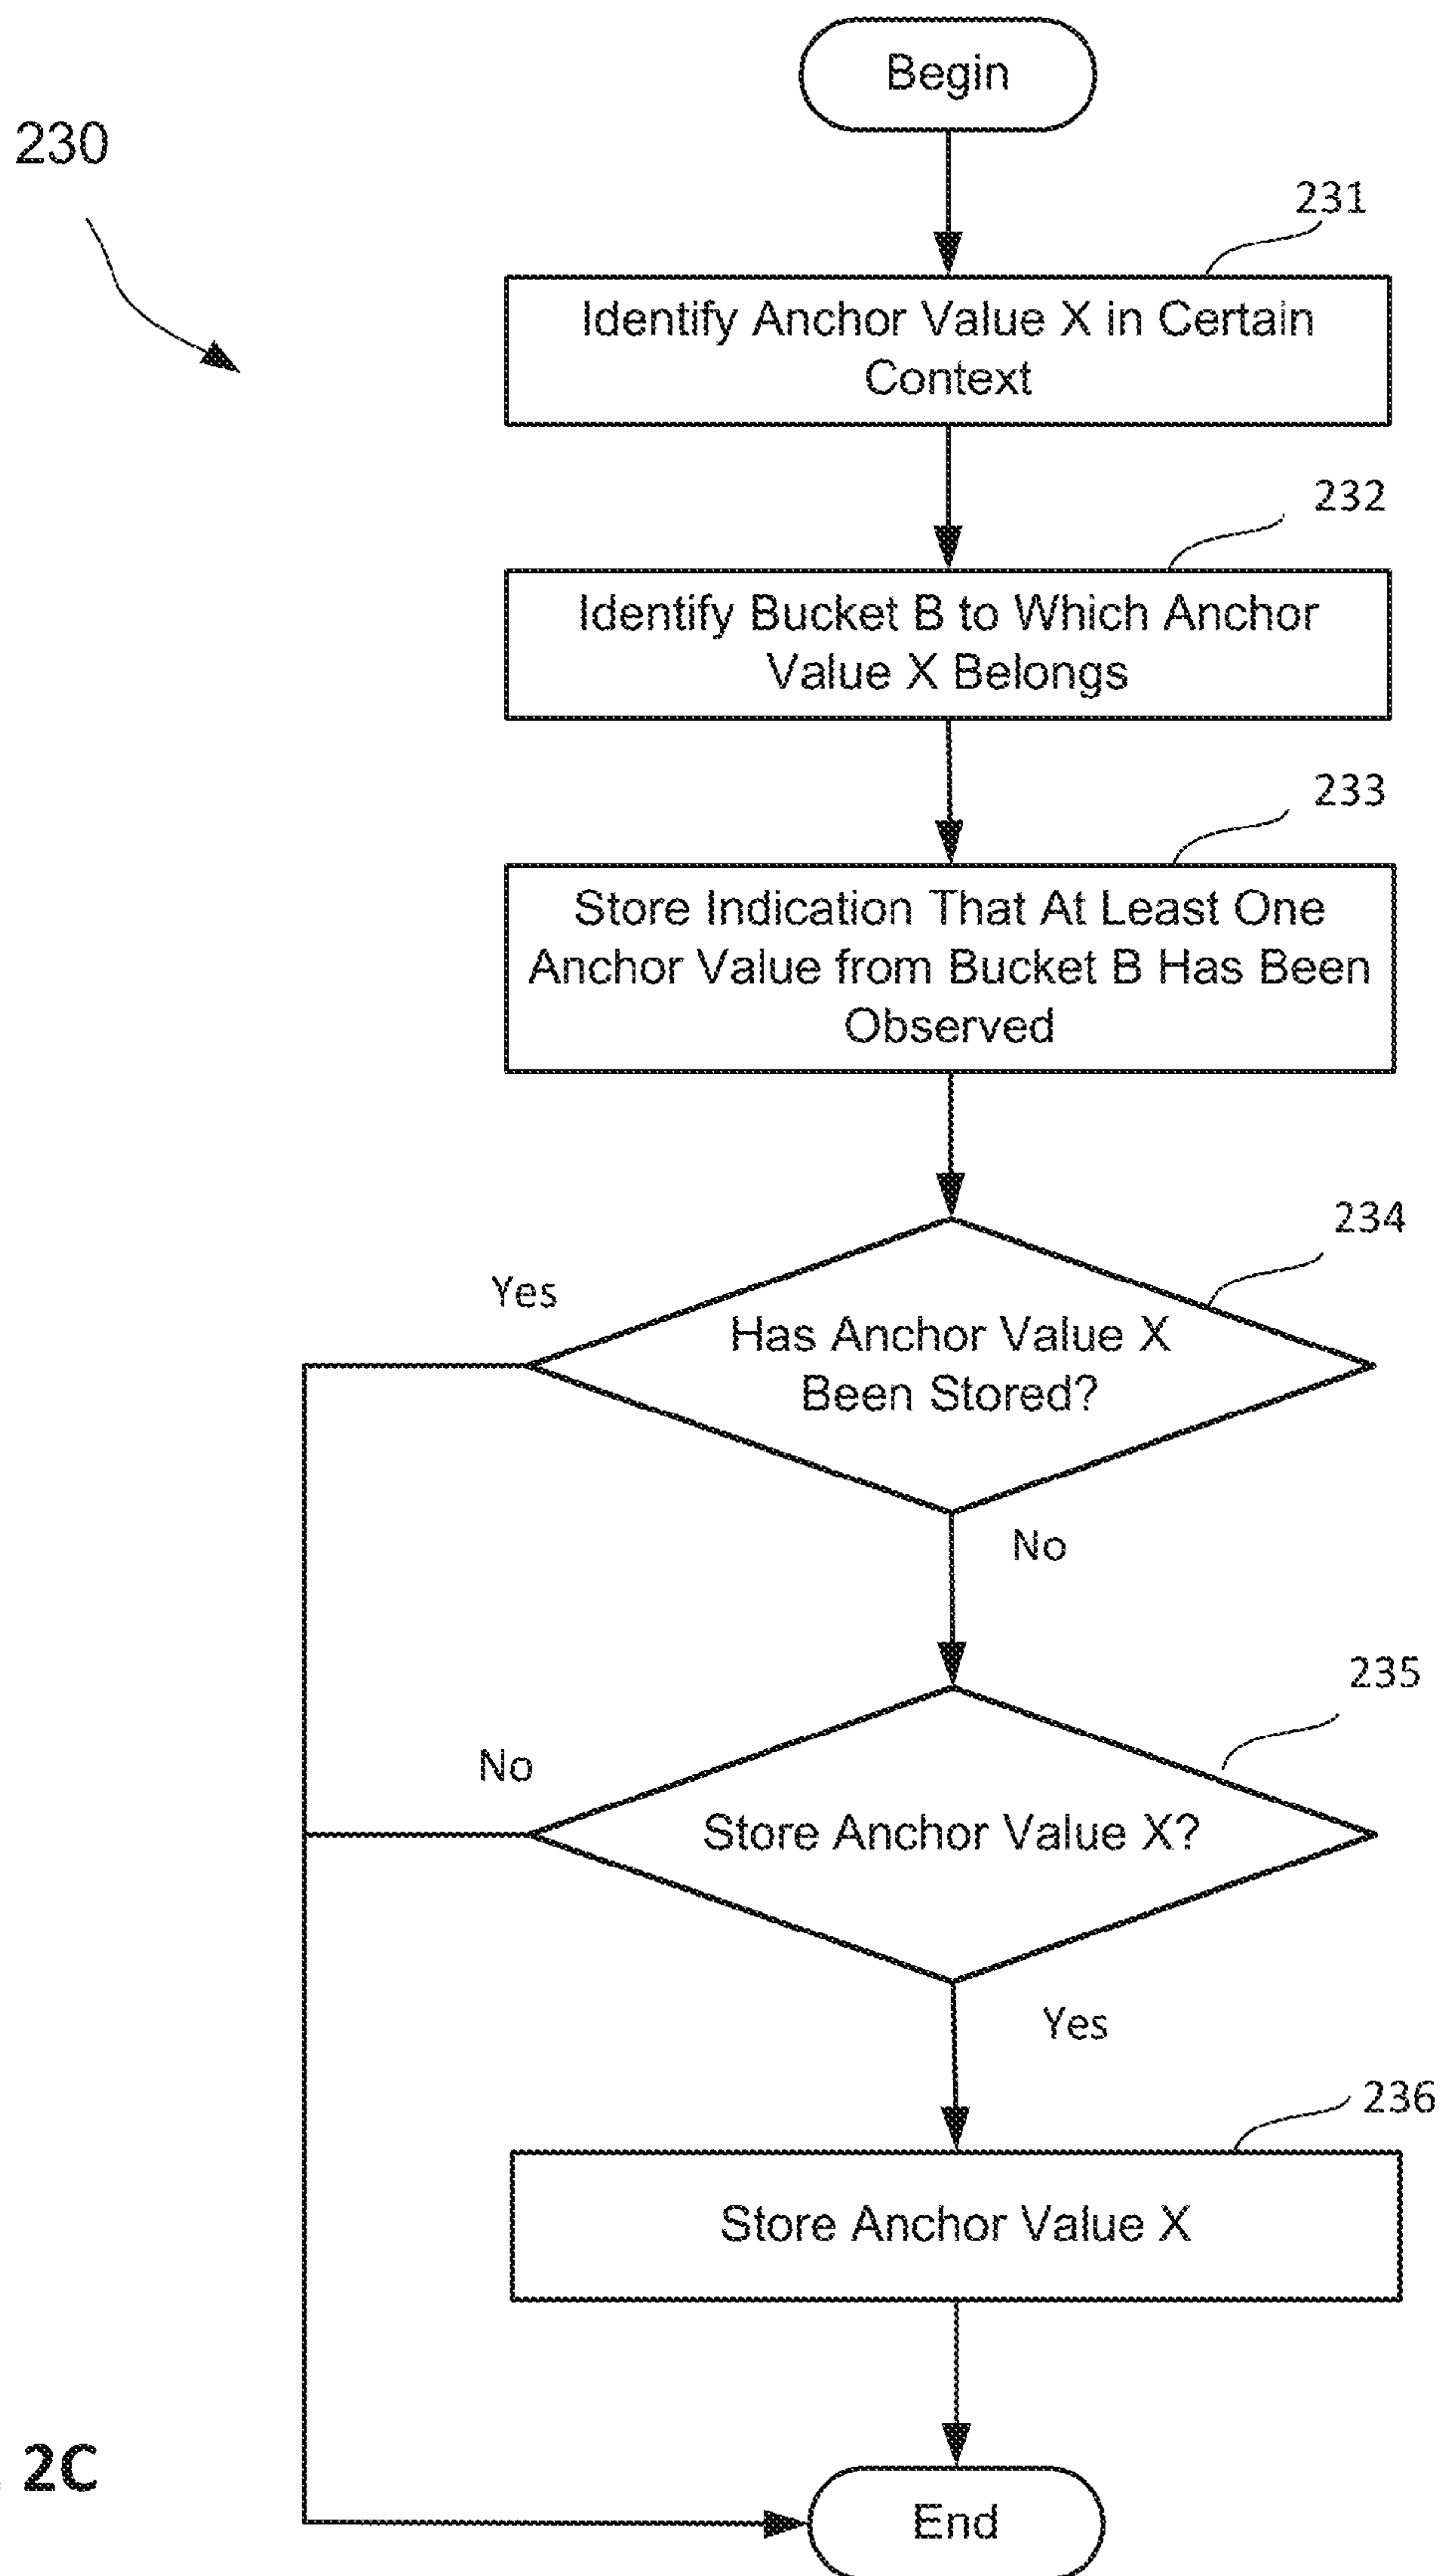 Begin
230
231
Identify Anchor Value X in Certain
Context
232
Identify Bucket B to Which Anchor
Value X Belongs
233
Store Indication That At Least One
Anchor Value from Bucket B Has Been
Observed
234
Yes
Has Anchor Value X
Been Stored?
No
235
No
Store Anchor Value X?
Yes
236
Store Anchor Value X
2C
End